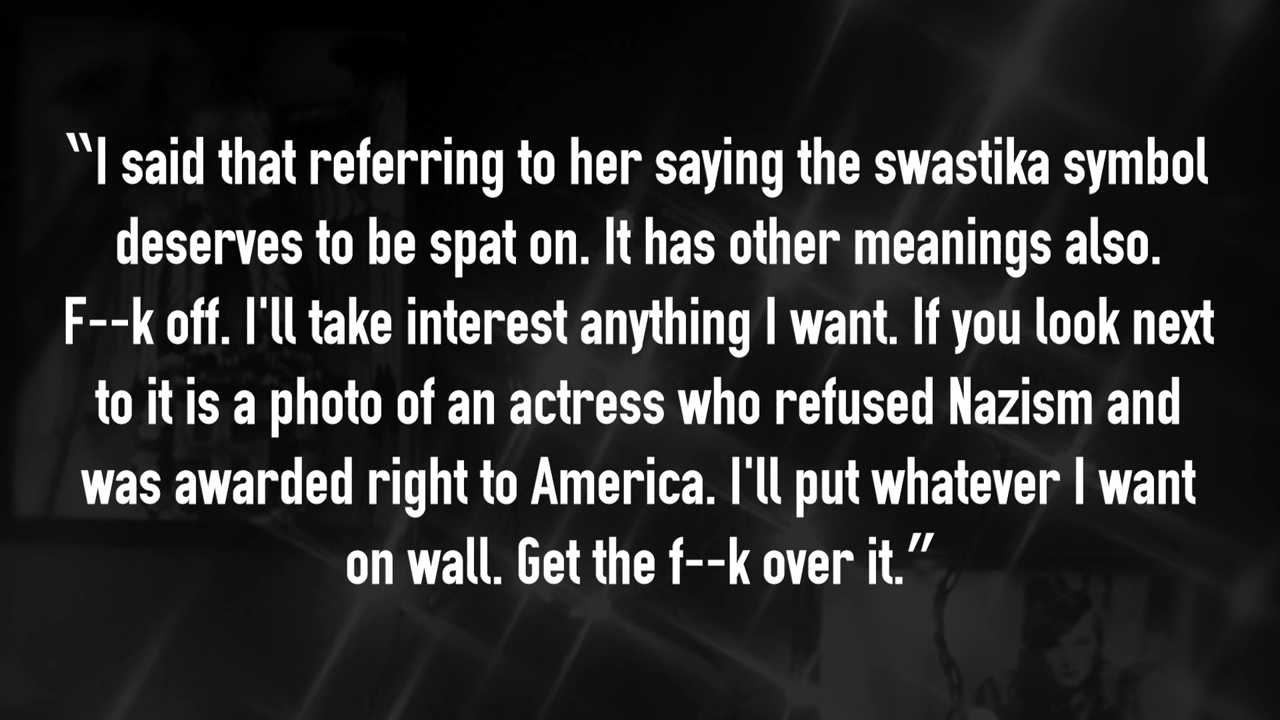 “I said that referring to her saying the swastika symbol
deserves to be spat on. It has other meanings also.
F--k off. I'll take interest anything I want. If you look next
to it is a photo of an actress who refused Nazism and
was awarded right to America. I'll put whatever I want
on wall. Get the f--k over it.”